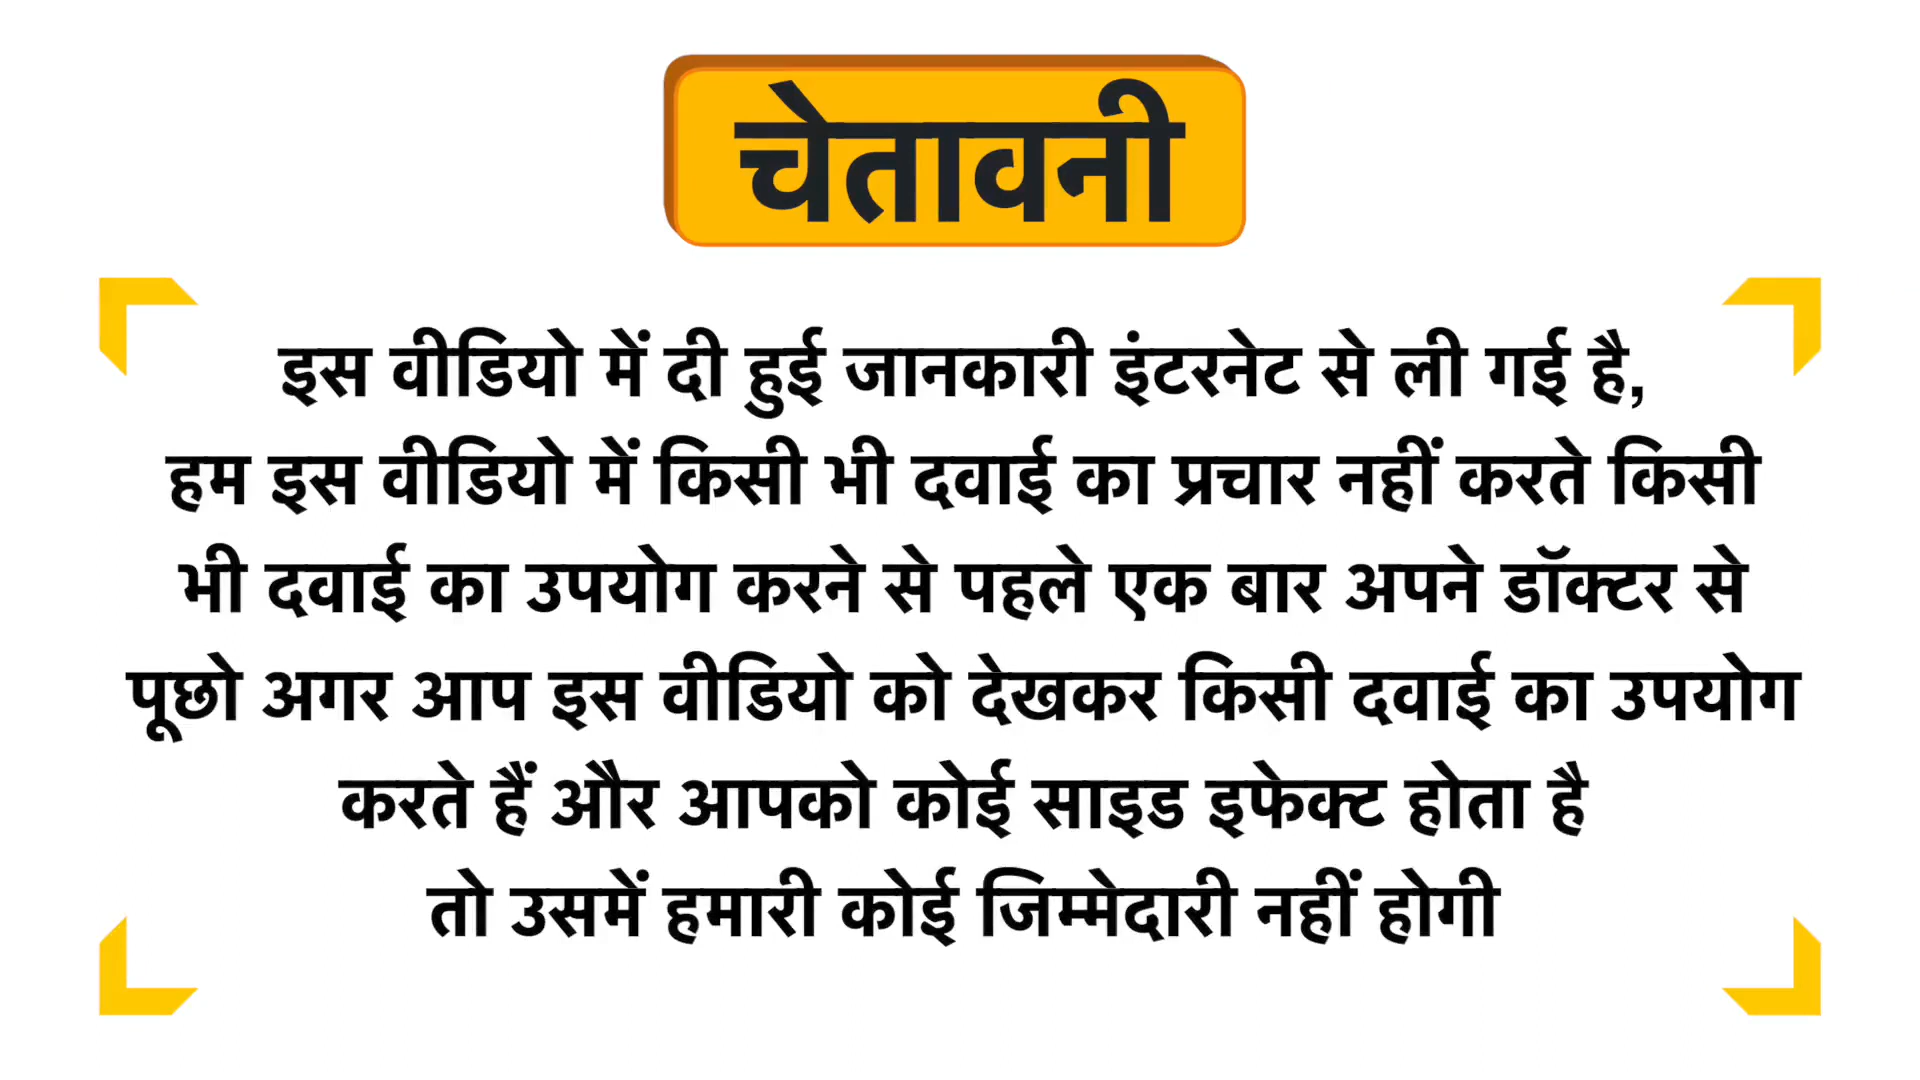 चेतावनी
इस वीडियो में दी हुई जानकारी इंटरनेट से ली गई है,
हम इस वीडियो में किसी भी दवाई का प्रचार नहीं करते किसी
भी दवाई का उपयोग करने से पहले एक बार अपने डॉक्टर से
पूछो अगर आप इस वीडियो को देखकर किसी दवाई का उपयोग
करते हैं और आपको कोई साइड इफेक्ट होता है
तो उसमें हमारी कोई जिम्मेदारी नहीं होगी